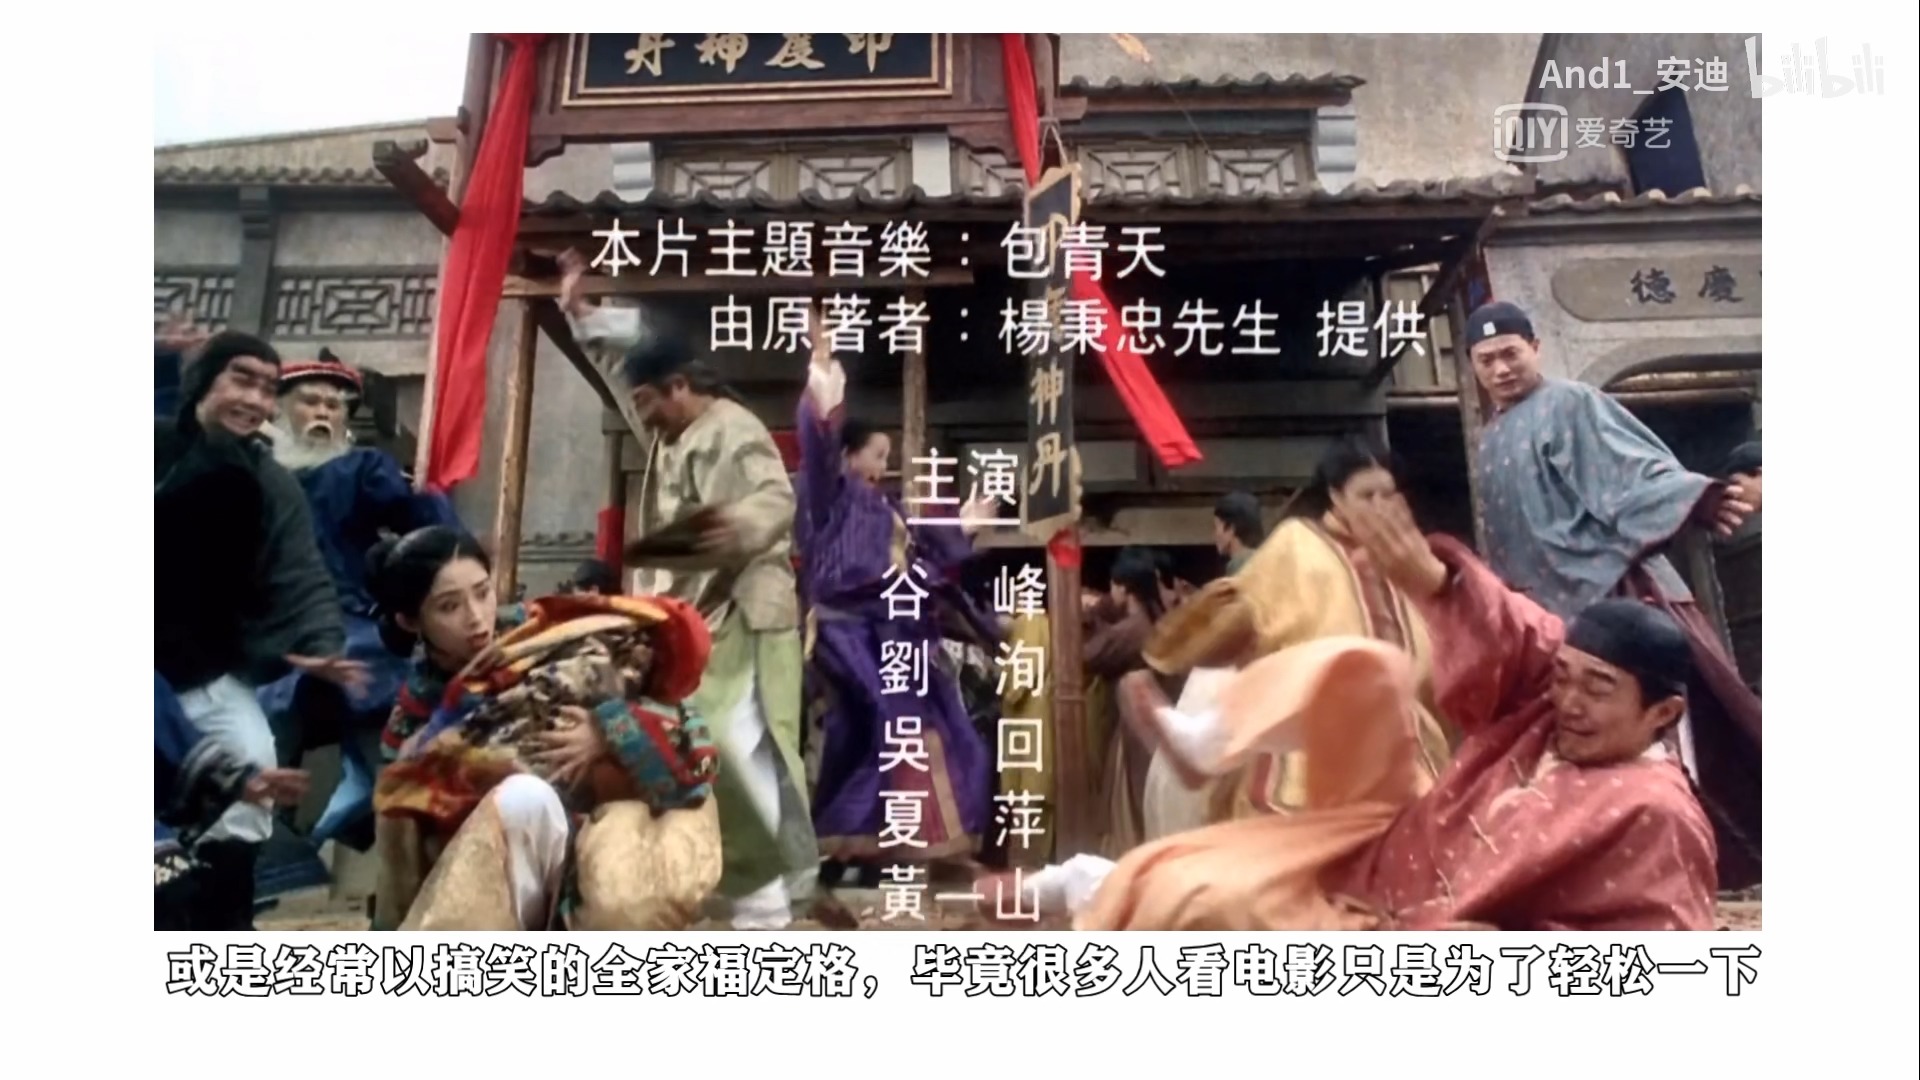 丹神度印
And1_安迪 bilibili
iQIYI 爱奇艺
本片主題音樂：包青天
由原著者：楊秉忠先生 提供
德慶
神丹
主演
谷峰
劉洵
吳回
夏萍
黃一山
或是经常以搞笑的全家福定格，毕竟很多人看电影只是为了轻松一下